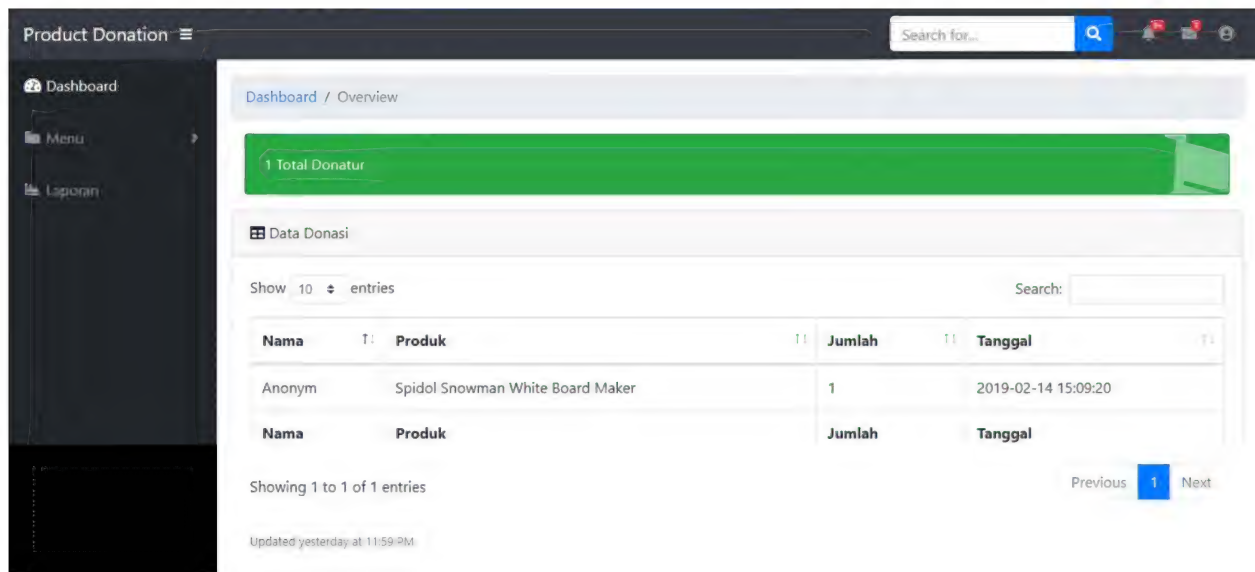 Product Donation
Search for...
Dashboard
Menu
Laporan
Dashboard / Overview
1 Total Donatur
Data Donasi
Show 10 entries
Search:
Nama Produk Jumlah Tanggal
Anonym Spidol Snowman White Board Maker 1 2019-02-14 15:09:20
Nama Produk Jumlah Tanggal
Showing 1 to 1 of 1 entries
Previous 1 Next
Updated yesterday at 11:59 PM